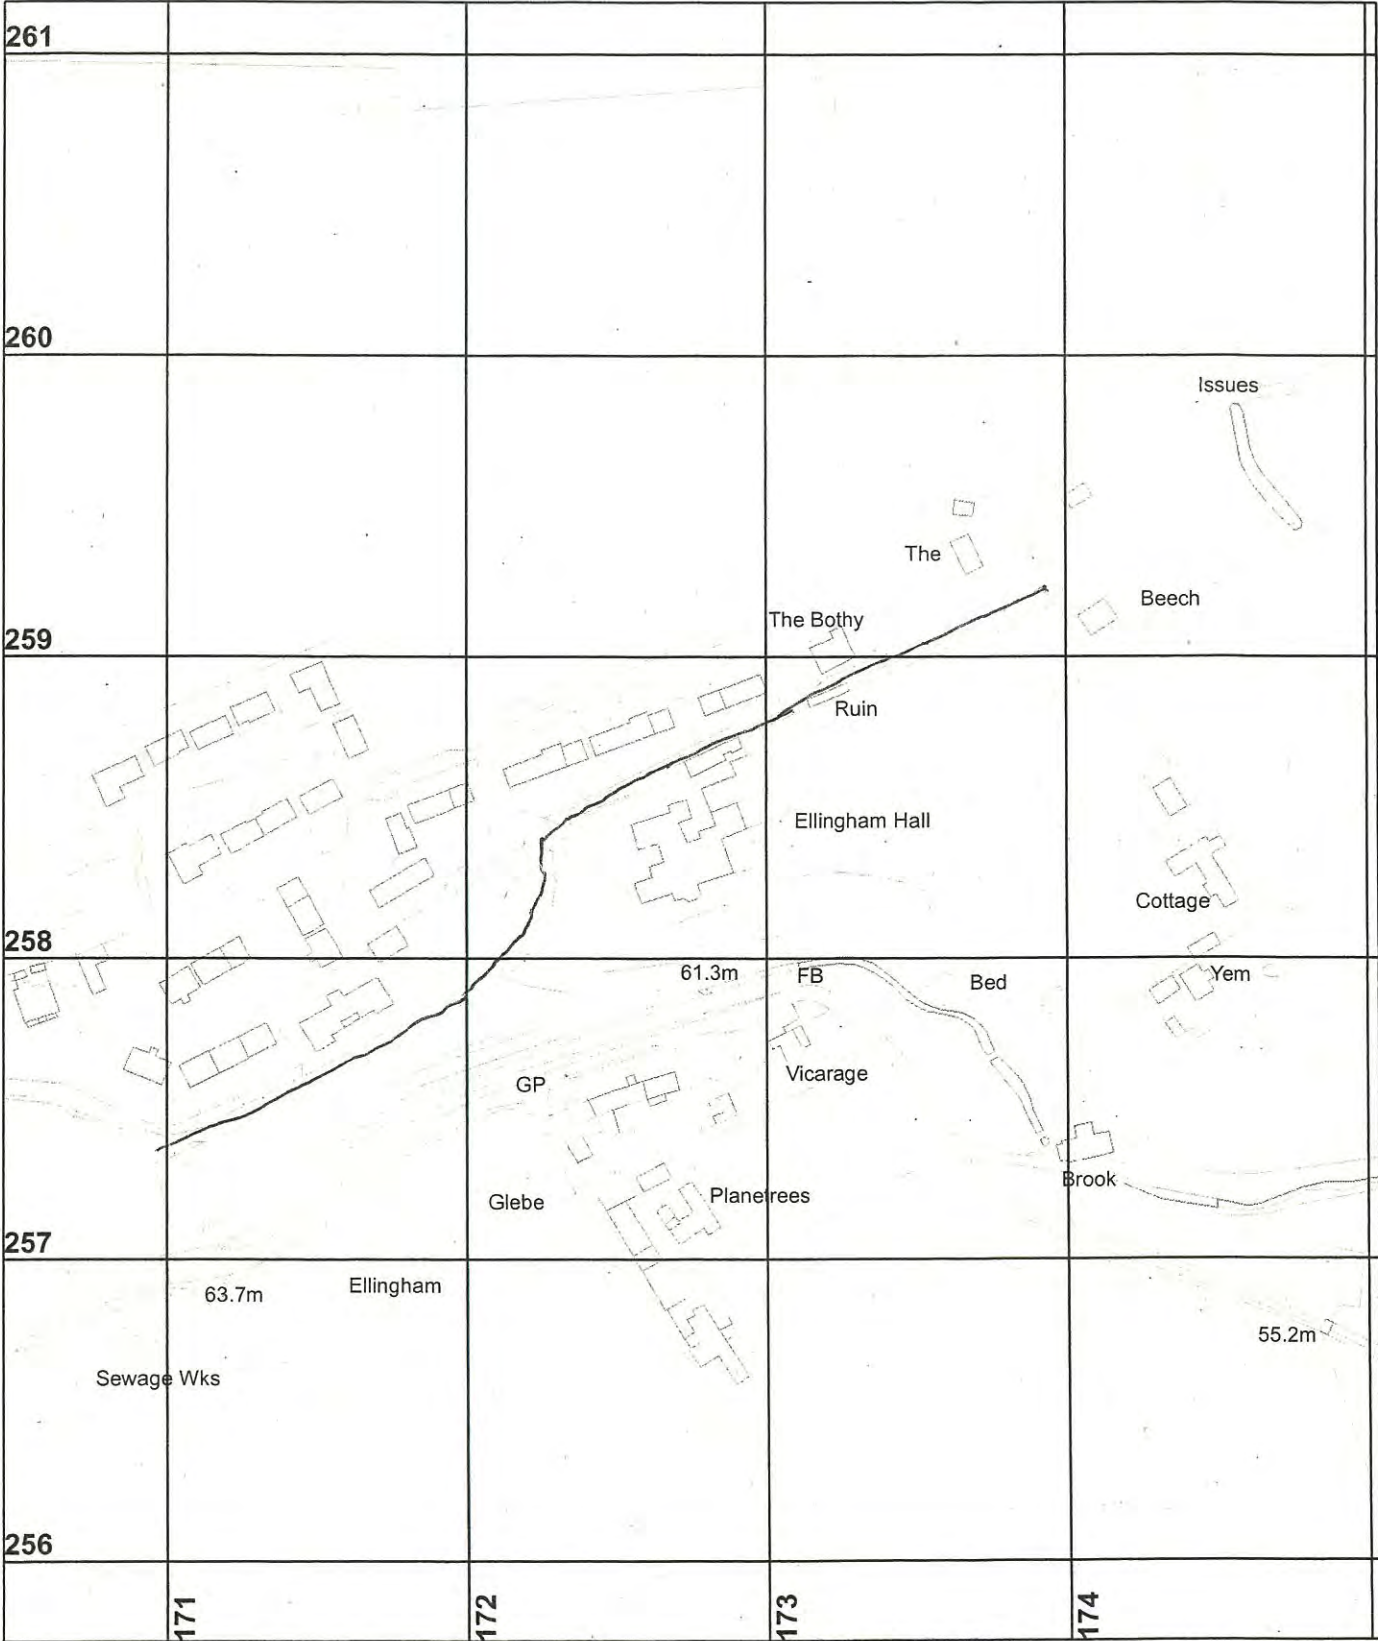 261
260
Issues
The
Beech
The Bothy
259
Ruin
Ellingham Hall
Cottage
258
61.3m
FB
Bed
Yem
Vicarage
GP
Brook
Glebe
Planetrees
257
63.7m
Ellingham
55.2m
Sewage Wks
256
171
172
173
174